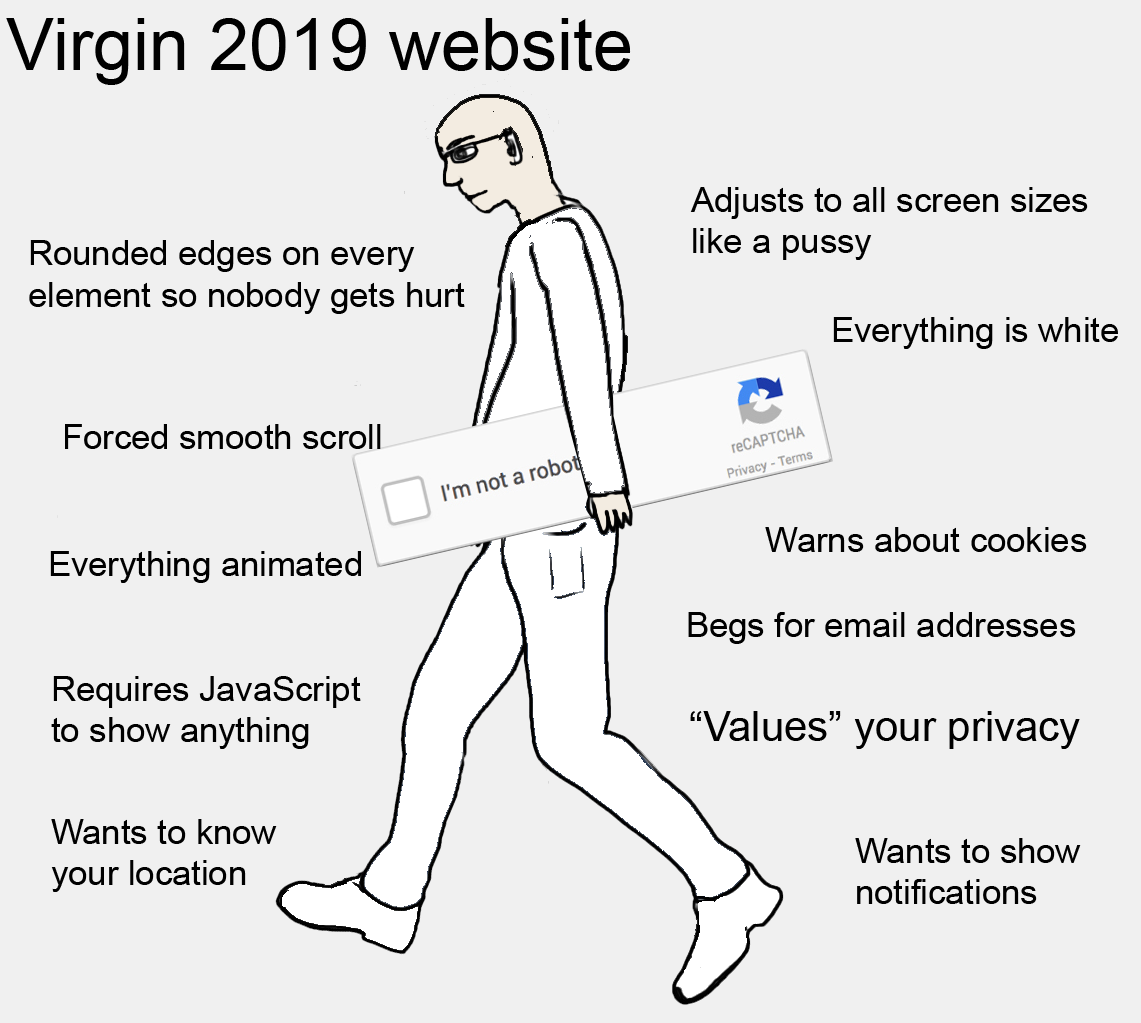 Virgin 2019 website
Adjusts to all screen sizes
like a pussy
Rounded edges on every
element so nobody gets hurt
Everything is white
Forced smooth scroll
I'm not a robot
reCAPTCHA
Privacy - Terms
Warns about cookies
Everything animated
Begs for email addresses
Requires JavaScript
to show anything
“Values” your privacy
Wants to know
your location
Wants to show
notifications